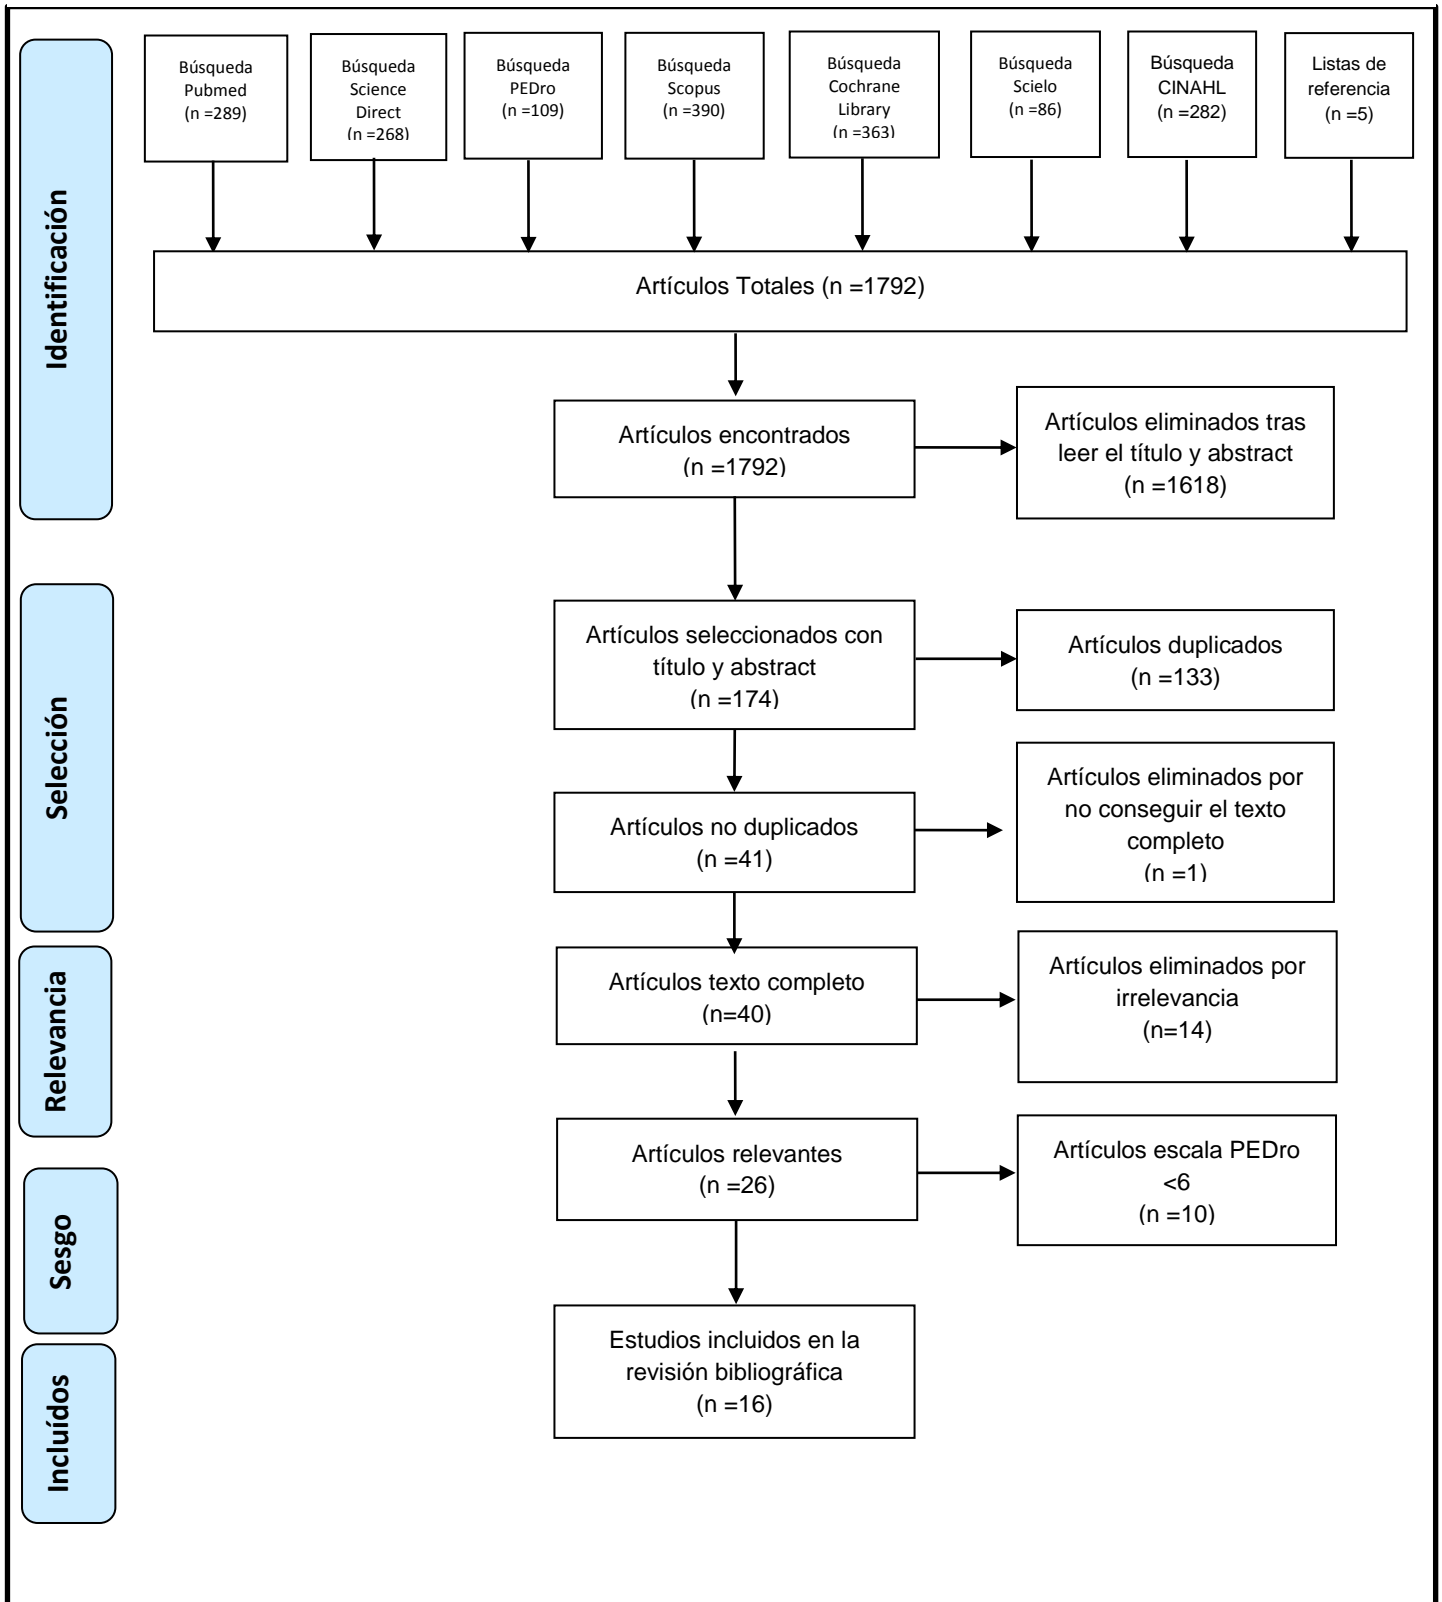 Identificación
Búsqueda
Pubmed
(n =289)
Búsqueda
Science
Direct
(n =268)
Búsqueda
PEDro
(n =109)
Búsqueda
Scopus
(n =390)
Búsqueda
Cochrane
Library
(n =363)
Búsqueda
Scielo
(n =86)
Búsqueda
CINAHL
(n =282)
Listas de
referencia
(n =5)
Artículos Totales (n =1792)
Artículos encontrados
(n =1792)
Artículos eliminados tras
leer el título y abstract
(n =1618)
Selección
Artículos seleccionados con
título y abstract
(n =174)
Artículos duplicados
(n =133)
Artículos no duplicados
(n =41)
Artículos eliminados por
no conseguir el texto
completo
(n =1)
Relevancia
Artículos texto completo
(n=40)
Artículos eliminados por
irrelevancia
(n=14)
Artículos relevantes
(n =26)
Sesgo
Artículos escala PEDro
<6
(n =10)
Incluídos
Estudios incluidos en la
revisión bibliográfica
(n =16)